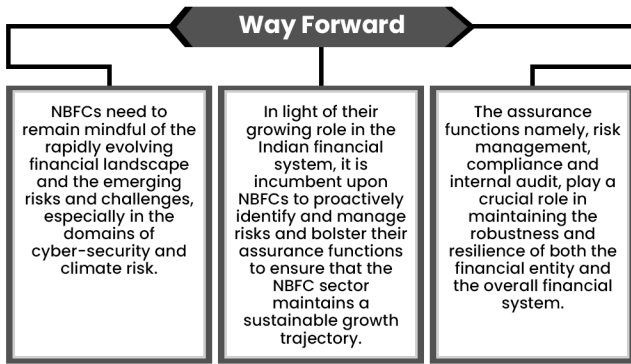 Way Forward
NBFCs need to
remain mindful of the
rapidly evolving
financial landscape
and the emerging
risks and challenges,
especially in the
domains of
cyber-security and
climate risk.
In light of their
growing role in the
Indian financial
system, it is
incumbent upon
NBFCs to proactively
identify and manage
risks and bolster their
assurance functions
to ensure that the
NBFC sector
maintains a
sustainable growth
trajectory.
The assurance
functions namely, risk
management,
compliance and
internal audit, play a
crucial role in
maintaining the
robustness and
resilience of both the
financial entity and
the overall financial
system.